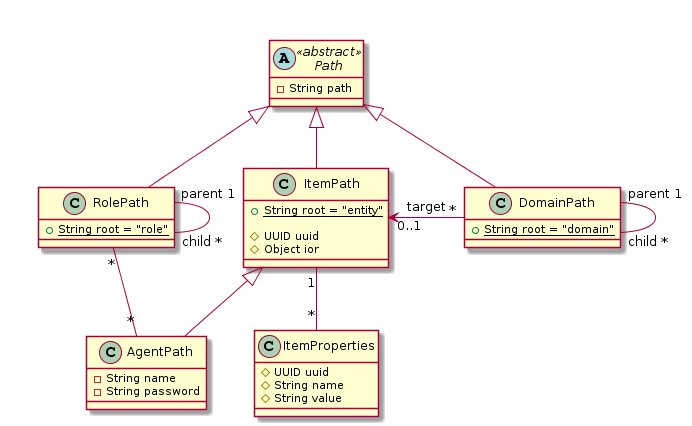 A «abstract»
Path
String path
C RolePath
String root = "role"
parent 1
child *
C ItemPath
String root = "entity"
UUID uuid
Object ior
target *
0..1
C DomainPath
String root = "domain"
parent 1
child *
*
*
1
*
C AgentPath
String name
String password
C ItemProperties
UUID uuid
String name
String value